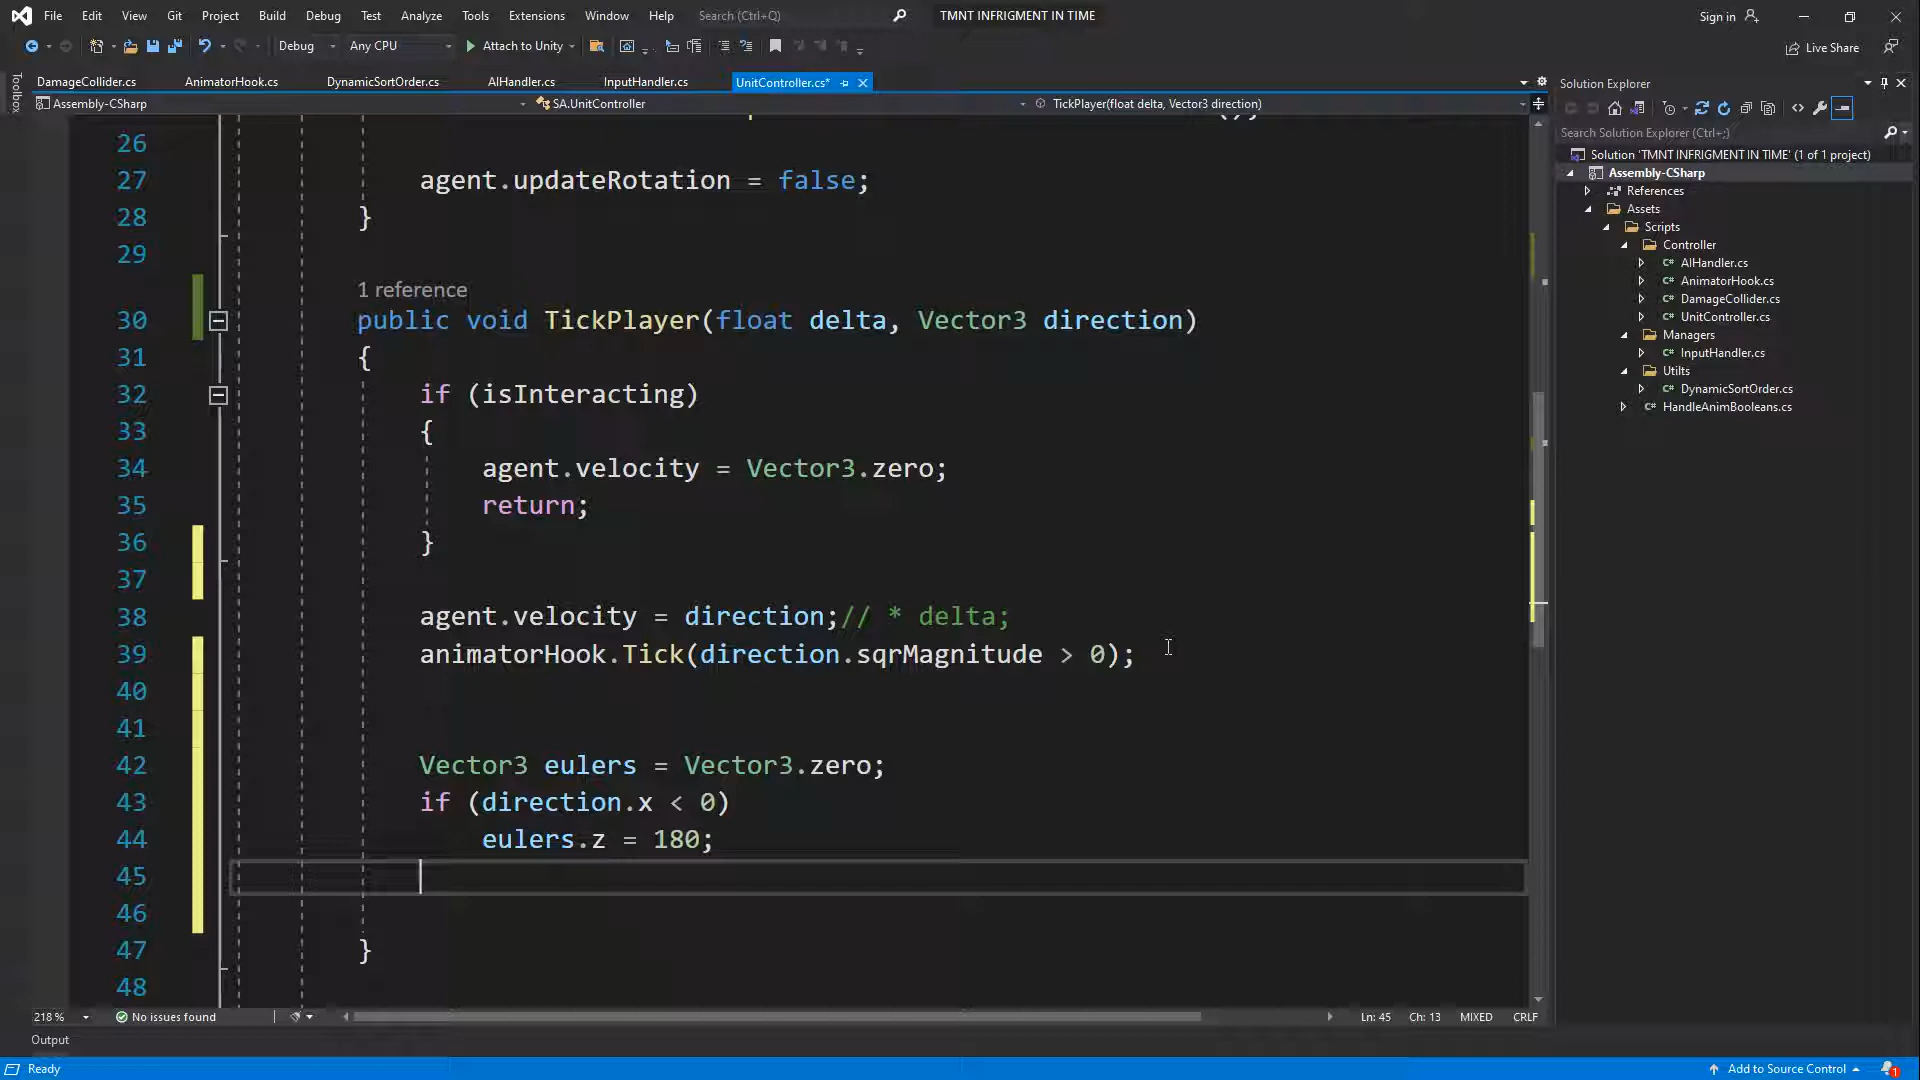 File Edit View Git Project Build Debug Test Analyze Tools Extensions Window Help Search (Ctrl+Q) TMNT INFRIGMENT IN TIME Sign in
Debug Any CPU Attach to Unity Live Share
Toolbox
DamageCollider.cs AnimatorHook.cs DynamicSortOrder.cs AIHandler.cs InputHandler.cs UnitController.cs*
Assembly-CSharp SA.UnitController TickPlayer(float delta, Vector3 direction)
26
27 agent.updateRotation = false;
28 }
29
1 reference
30 public void TickPlayer(float delta, Vector3 direction)
31 {
32 if (isInteracting)
33 {
34 agent.velocity = Vector3.zero;
35 return;
36 }
37
38 agent.velocity = direction;// * delta;
39 animatorHook.Tick(direction.sqrMagnitude > 0);
40
41
42 Vector3 eulers = Vector3.zero;
43 if (direction.x < 0)
44 eulers.z = 180;
45
46
47 }
48
218 % No issues found Ln: 45 Ch: 13 MIXED CRLF
Output
Ready Add to Source Control 1
Solution Explorer
Search Solution Explorer (Ctrl+;)
Solution 'TMNT INFRIGMENT IN TIME' (1 of 1 project)
Assembly-CSharp
References
Assets
Scripts
Controller
C# AIHandler.cs
C# AnimatorHook.cs
C# DamageCollider.cs
C# UnitController.cs
Managers
C# InputHandler.cs
Utilts
C# DynamicSortOrder.cs
C# HandleAnimBooleans.cs